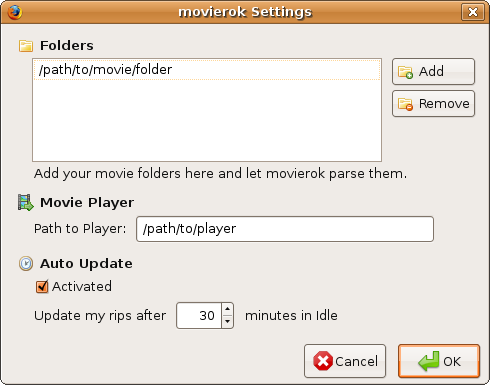 movierok Settings
Folders
/path/to/movie/folder
Add
Remove
Add your movie folders here and let movierok parse them.
Movie Player
Path to Player: /path/to/player
Auto Update
Activated
Update my rips after 30 minutes in Idle
Cancel OK